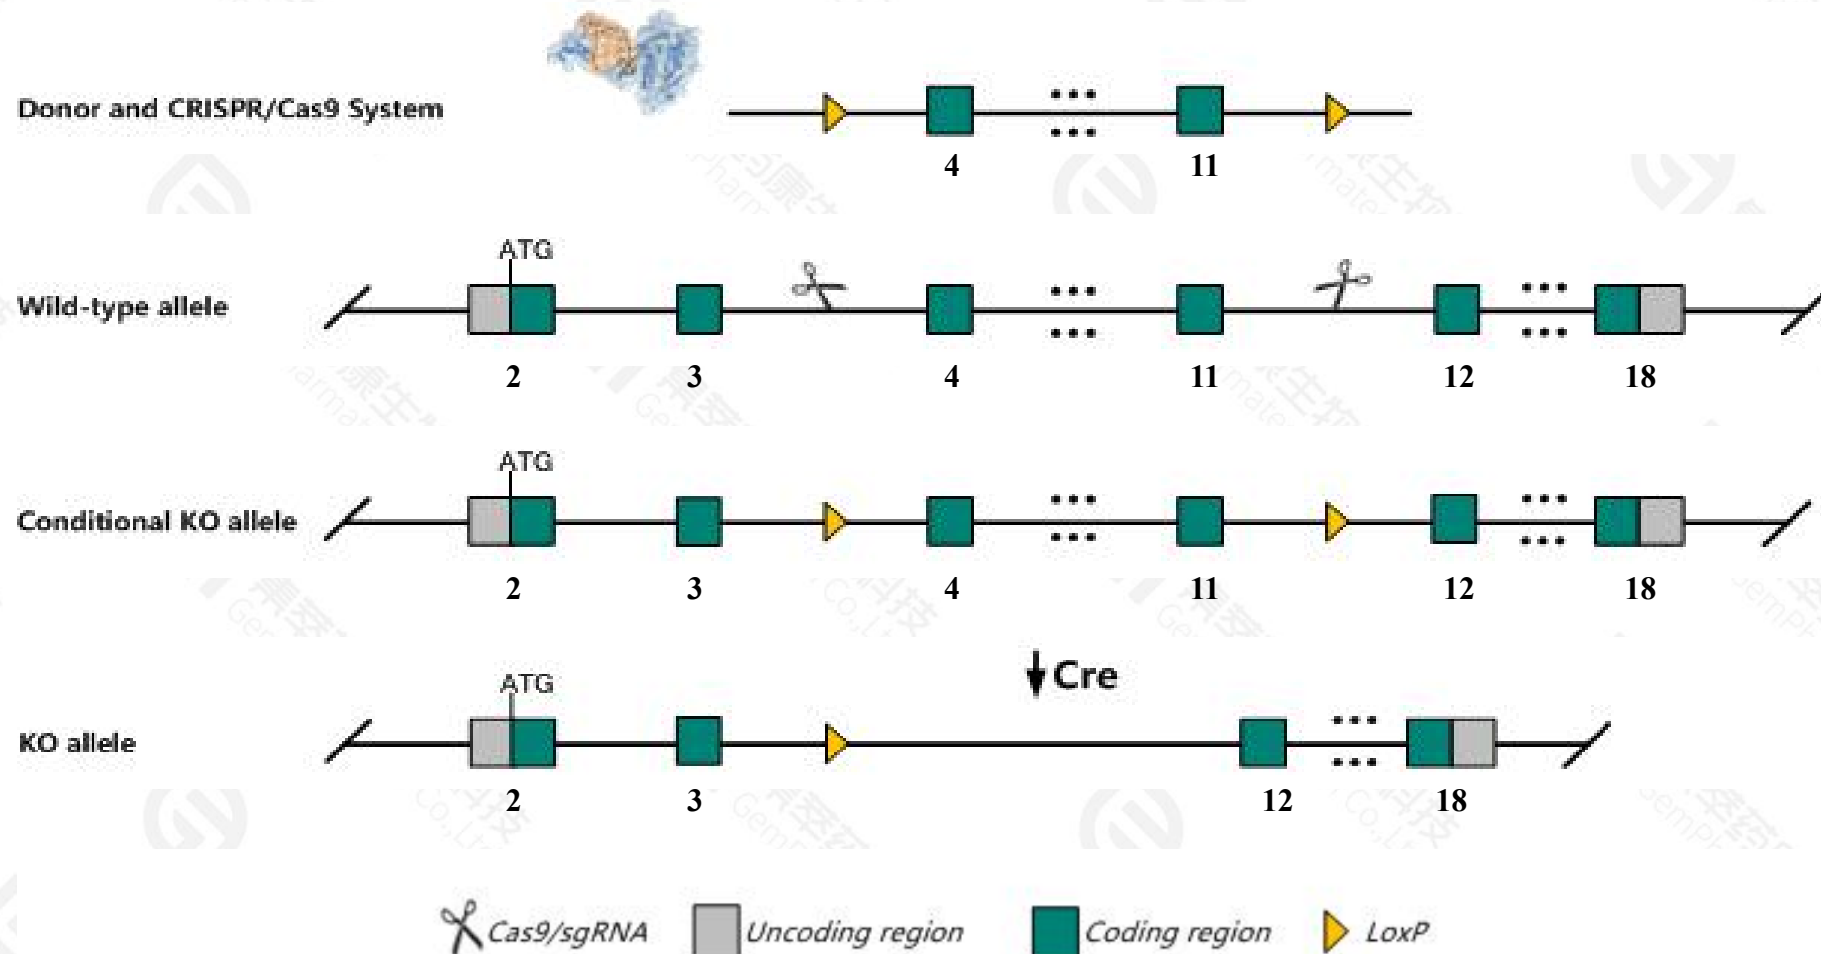 Donor and CRISPR/Cas9 System
4 11
ATG
Wild-type allele
2 3 4 11 12 18
ATG
Conditional KO allele
2 3 4 11 12 18
Cre
ATG
KO allele
2 3 12 18
Cas9/sgRNA Uncoding region Coding region LoxP